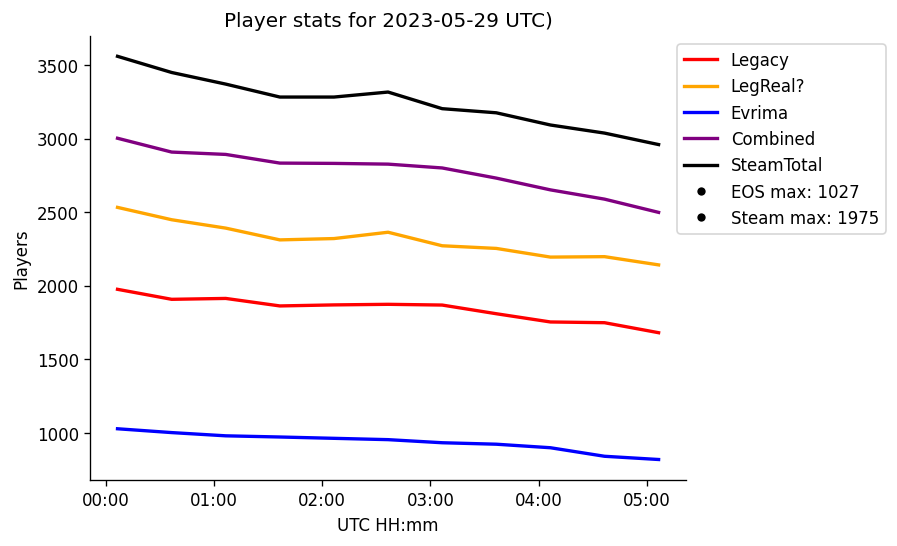 Player stats for 2023-05-29 UTC)
Legacy
LegReal?
Evrima
Combined
SteamTotal
EOS max: 1027
Steam max: 1975
Players
3500
3000
2500
2000
1500
1000
00:00 01:00 02:00 03:00 04:00 05:00
UTC HH:mm